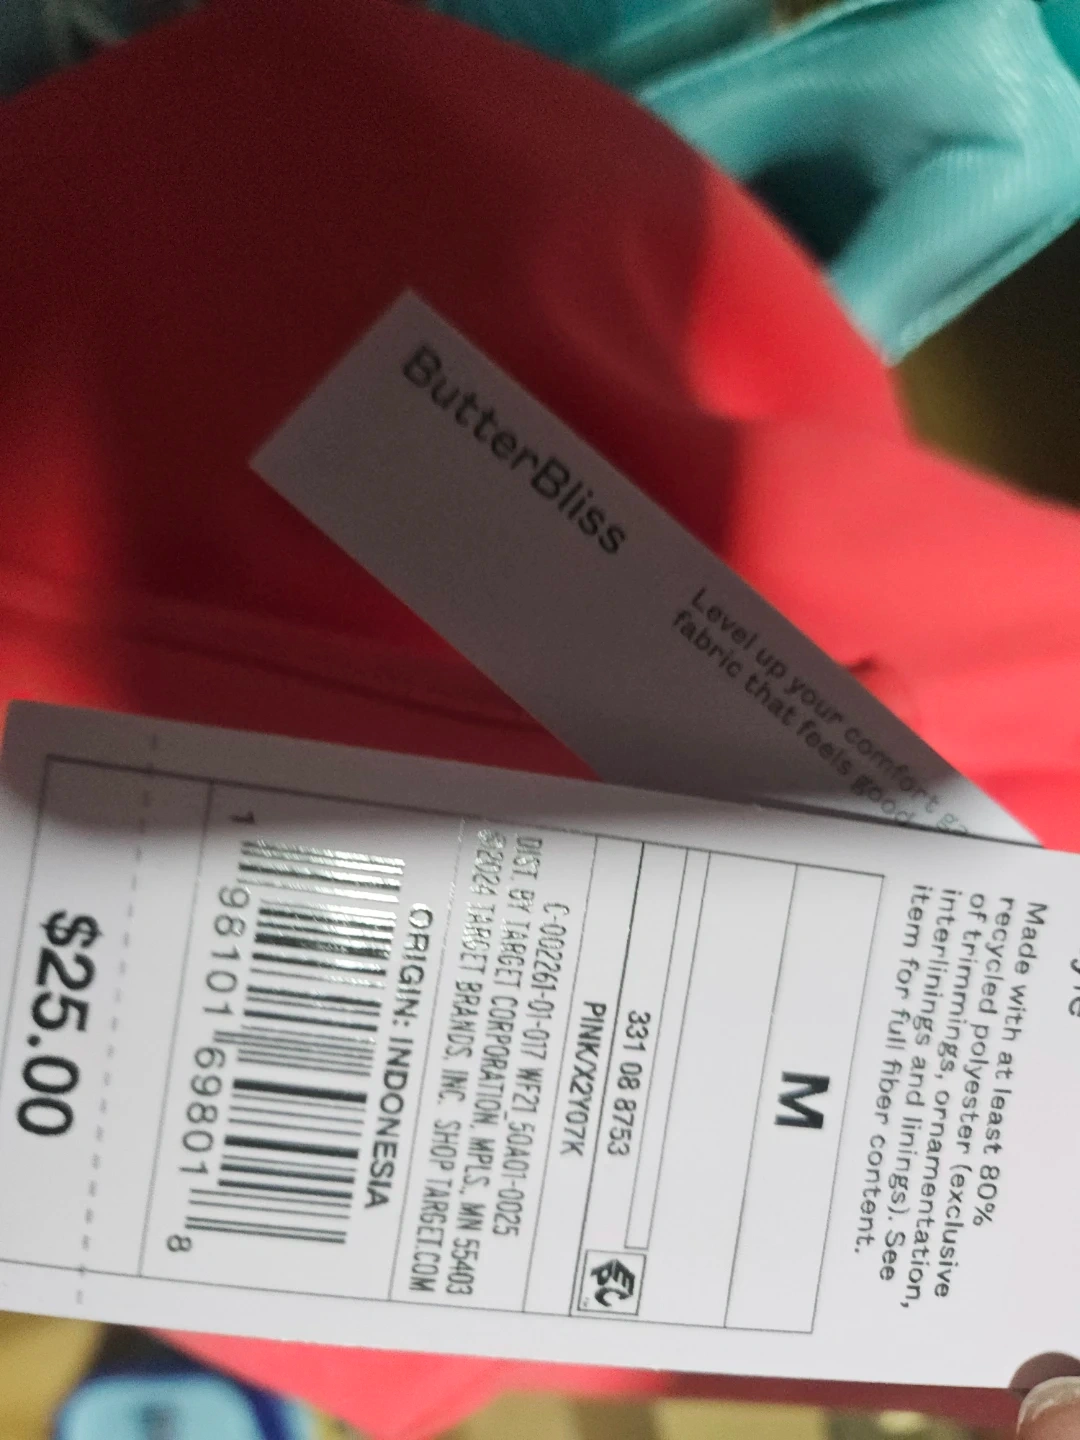 ButterBliss
Level up your comfort
fabric that feels good
Made with at least 80%
recycled polyester (exclusive
of trimmings, ornamentation,
interlinings and linings). See
item for full fiber content.
M
331 08 8753
PINK/X2Y07K
C-002261-01-017 WF21_50A01-0025
DIST. BY TARGET CORPORATION, MPLS, MN 55403
©2024 TARGET BRANDS, INC. SHOP TARGET.COM
ORIGIN: INDONESIA
1 98101 69801 8
$25.00